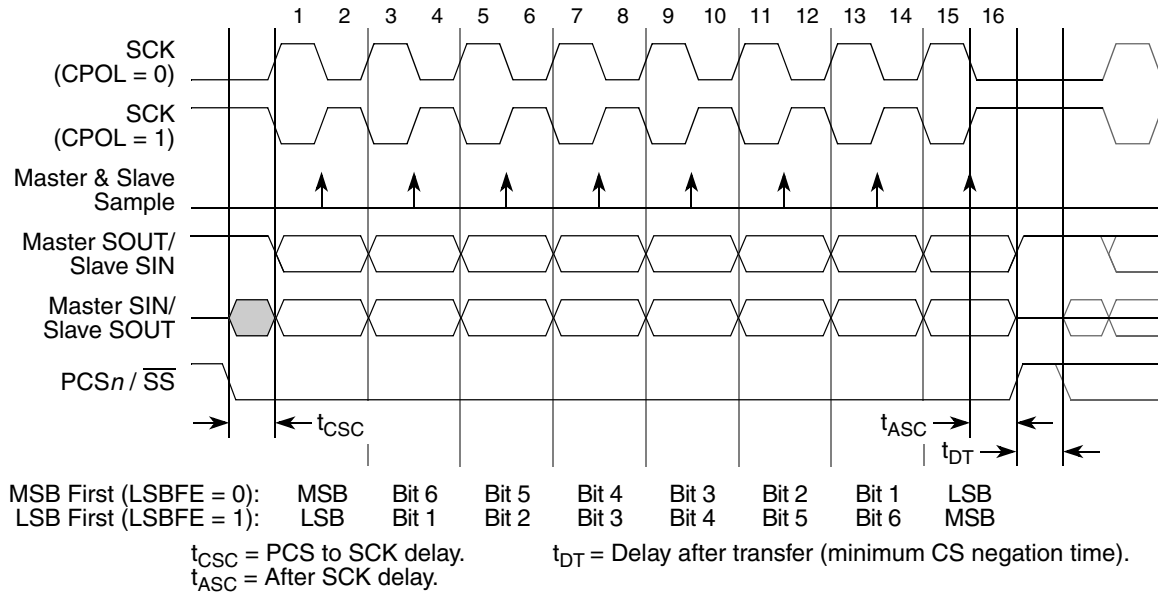 1 2 3 4 5 6 7 8 9 10 11 12 13 14 15 16
SCK
(CPOL = 0)
SCK
(CPOL = 1)
Master & Slave
Sample
Master SOUT/
Slave SIN
Master SIN/
Slave SOUT
PCSn / SS
tCSC
tASC
tDT
MSB First (LSBFE = 0): MSB Bit 6 Bit 5 Bit 4 Bit 3 Bit 2 Bit 1 LSB
LSB First (LSBFE = 1): LSB Bit 1 Bit 2 Bit 3 Bit 4 Bit 5 Bit 6 MSB
tCSC = PCS to SCK delay. tDT = Delay after transfer (minimum CS negation time).
tASC = After SCK delay.